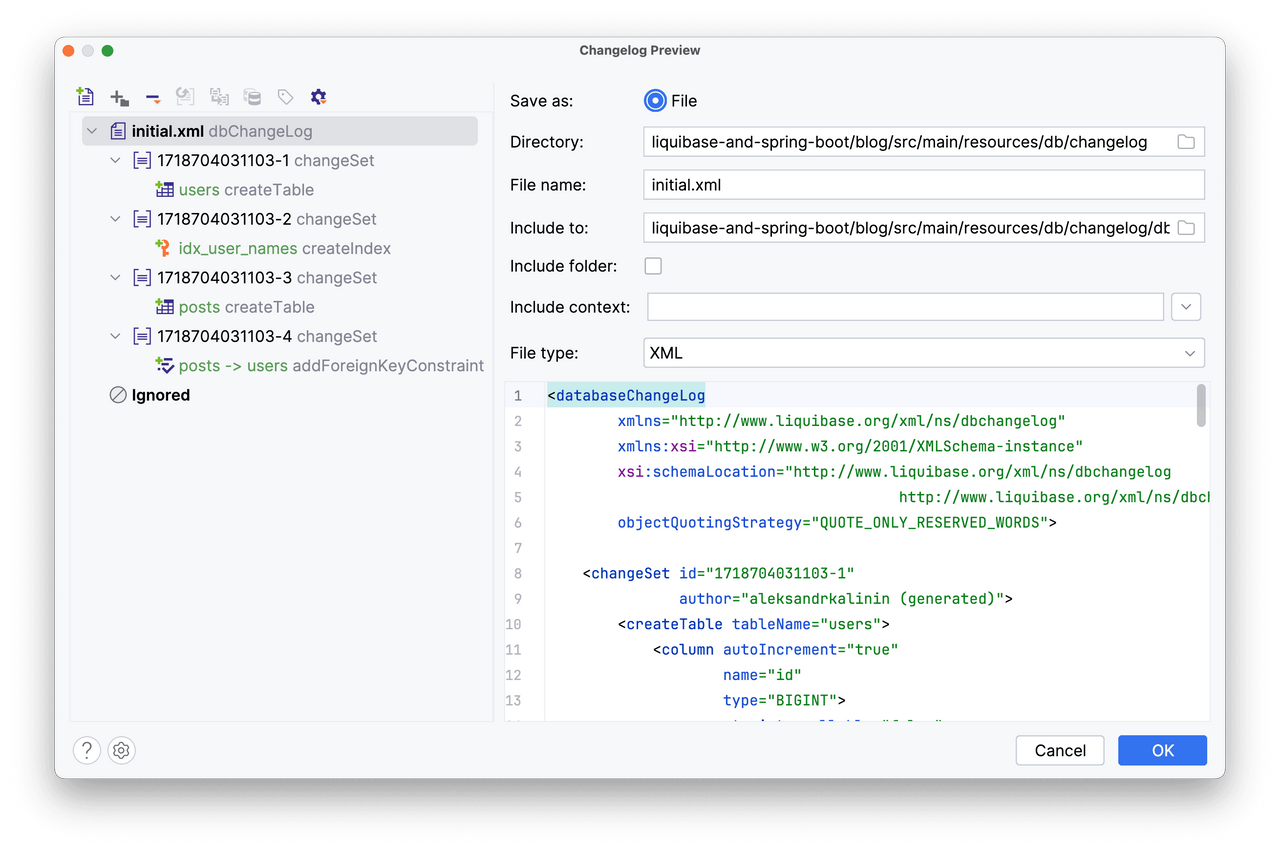 Changelog Preview
initial.xml dbChangeLog
1718704031103-1 changeSet
users createTable
1718704031103-2 changeSet
idx_user_names createIndex
1718704031103-3 changeSet
posts createTable
1718704031103-4 changeSet
posts -> users addForeignKeyConstraint
Ignored
Save as: File
Directory: liquibase-and-spring-boot/blog/src/main/resources/db/changelog
File name: initial.xml
Include to: liquibase-and-spring-boot/blog/src/main/resources/db/changelog/db
Include folder:
Include context:
File type: XML
1 <databaseChangeLog
2 xmlns="http://www.liquibase.org/xml/ns/dbchangelog"
3 xmlns:xsi="http://www.w3.org/2001/XMLSchema-instance"
4 xsi:schemaLocation="http://www.liquibase.org/xml/ns/dbchangelog
5 http://www.liquibase.org/xml/ns/dbch
6 objectQuotingStrategy="QUOTE_ONLY_RESERVED_WORDS">
7
8 <changeSet id="1718704031103-1"
9 author="aleksandrkalinin (generated)">
10 <createTable tableName="users">
11 <column autoIncrement="true"
12 name="id"
13 type="BIGINT">
?
Cancel
OK